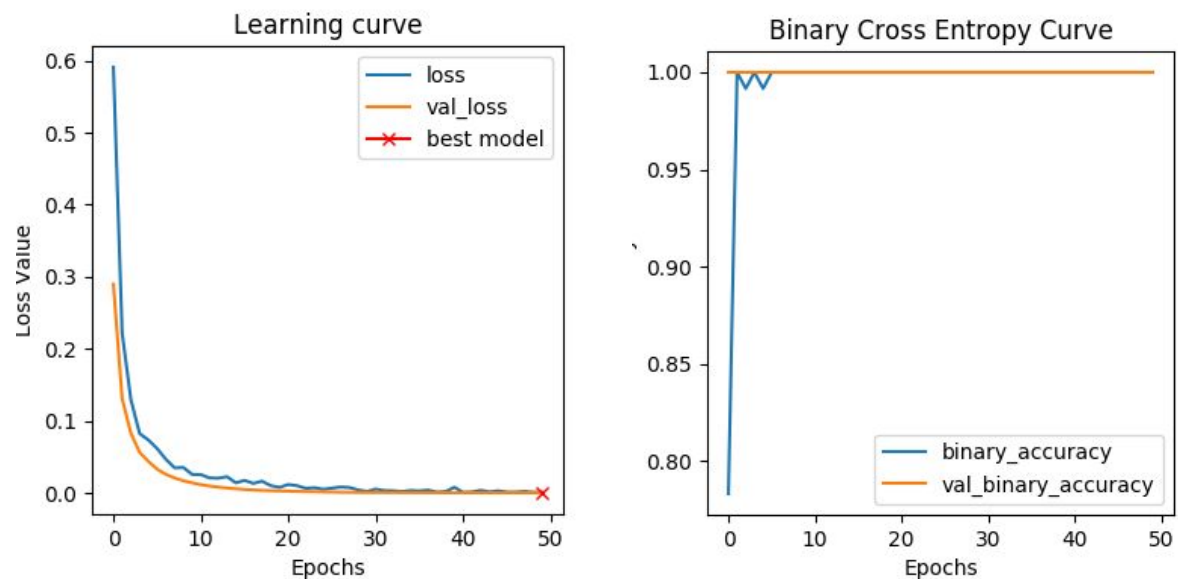 Learning curve
0.6
0.5
0.4
0.3
0.2
0.1
0.0
Loss Value
loss
val_loss
best model
0 10 20 30 40 50
Epochs
Binary Cross Entropy Curve
1.00
0.95
0.90
0.85
0.80
binary_accuracy
val_binary_accuracy
0 10 20 30 40 50
Epochs